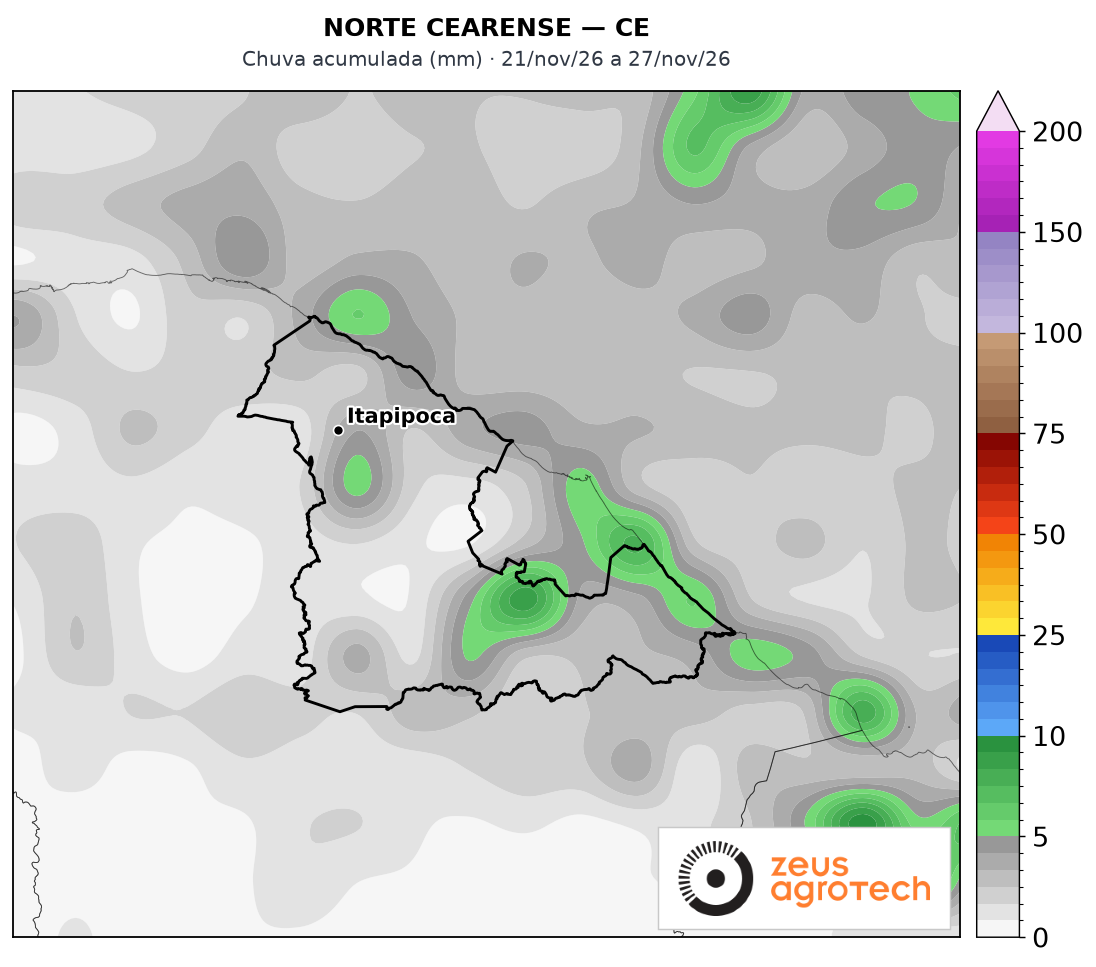 NORTE CEARENSE — CE
Chuva acumulada (mm) · 21/nov/26 a 27/nov/26
200
150
100
75
50
25
10
5
0
Itapipoca
zeus
agrotech